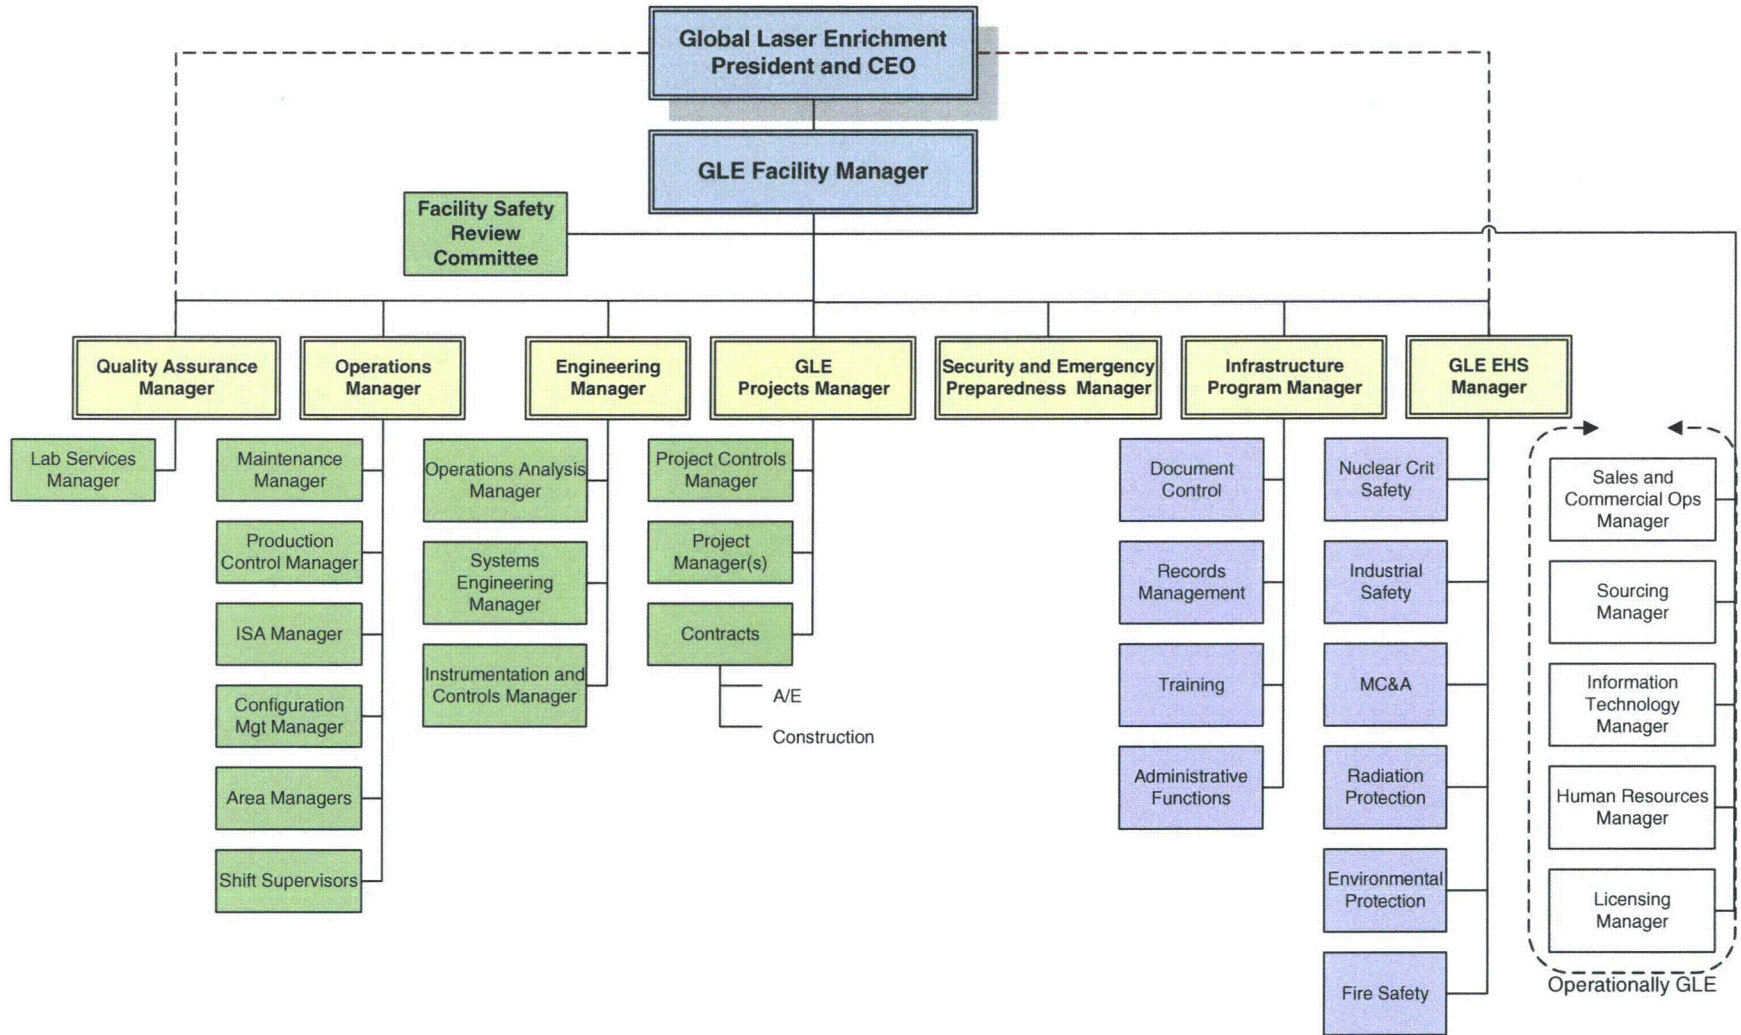 Global Laser Enrichment
President and CEO
GLE Facility Manager
Facility Safety
Review
Committee
Quality Assurance
Manager
Operations
Manager
Engineering
Manager
GLE
Projects Manager
Security and Emergency
Preparedness Manager
Infrastructure
Program Manager
GLE EHS
Manager
Lab Services
Manager
Maintenance
Manager
Production
Control Manager
ISA Manager
Configuration
Mgt Manager
Area Managers
Shift Supervisors
Operations Analysis
Manager
Systems
Engineering
Manager
Instrumentation and
Controls Manager
Project Controls
Manager
Project
Manager(s)
Contracts
A/E
Construction
Document
Control
Records
Management
Training
Administrative
Functions
Nuclear Crit
Safety
Industrial
Safety
MC&A
Radiation
Protection
Environmental
Protection
Fire Safety
Sales and
Commercial Ops
Manager
Sourcing
Manager
Information
Technology
Manager
Human Resources
Manager
Licensing
Manager
Operationally GLE